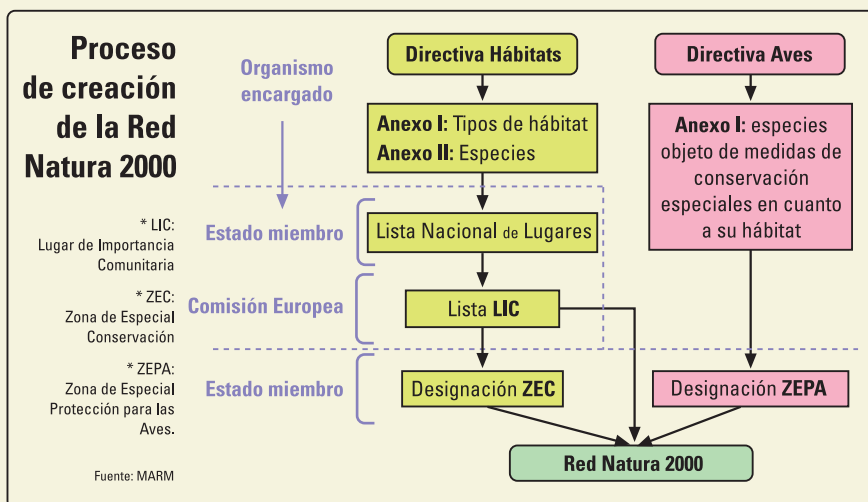 Proceso
de creación
de la Red
Natura 2000
* LIC:
Lugar de Importancia
Comunitaria
* ZEC:
Zona de Especial
Conservación
* ZEPA:
Zona de Especial
Protección para las
Aves.
Fuente: MARM
Organismo
encargado
Estado miembro
Comisión Europea
Estado miembro
Directiva Hábitats
Anexo I: Tipos de hábitat
Anexo II: Especies
Lista Nacional de Lugares
Lista LIC
Designación ZEC
Directiva Aves
Anexo I: especies
objeto de medidas de
conservación
especiales en cuanto
a su hábitat
Designación ZEPA
Red Natura 2000